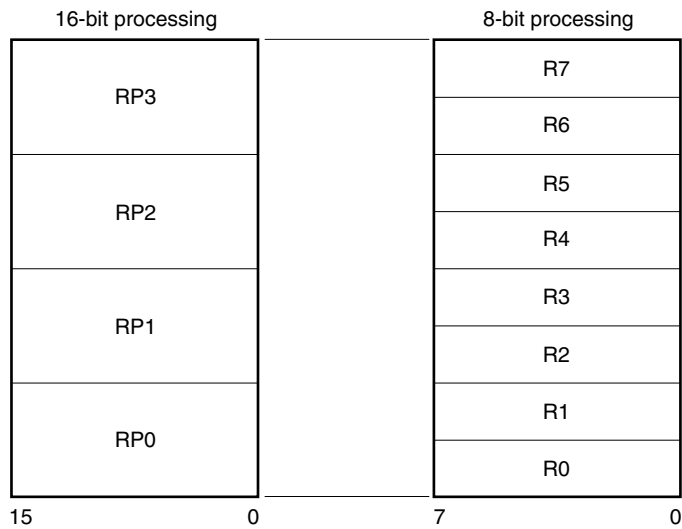 16-bit processing
8-bit processing
RP3
RP2
RP1
RP0
R7
R6
R5
R4
R3
R2
R1
R0
15 0
7 0